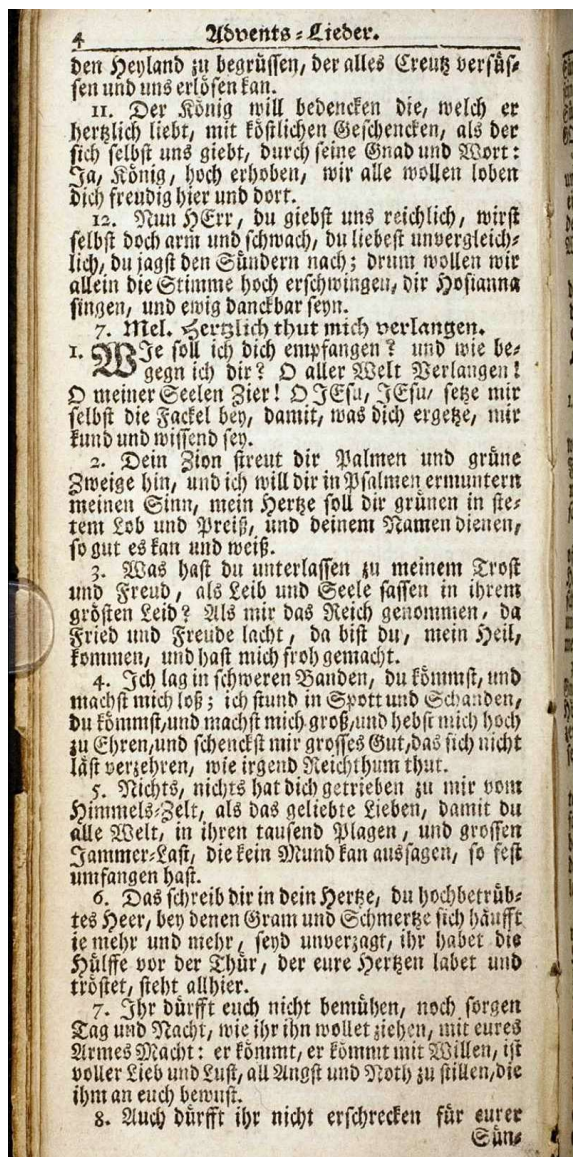 4 Advents-Lieder.
den Heyland zu begrüssen, der alles Creutz versüs-
sen und uns erlösen kan.
11. Der König will bedencken die, welch er
hertzlich liebt, mit köstlichen Geschencken, als der
sich selbst uns giebt, durch seine Gnad und Wort:
Ja, König, hoch erhoben, wir alle wollen loben
dich freudig hier und dort.
12. Nun HErr, du giebst uns reichlich, wirst
selbst doch arm und schwach, du liebest unvergleich-
lich, du jagst den Sündern nach; drum wollen wir
allein die Stimme hoch erschwingen, dir Hosianna
singen, und ewig danckbar seyn.
7. Mel. Hertzlich thut mich verlangen.
1. WJe soll ich dich empfangen? und wie be-
gegn ich dir? O aller Welt Verlangen!
O meiner Seelen Zier! O JEsu, JEsu, setze mir
selbst die Fackel bey, damit, was dich ergetze, mir
kund und wissend sey.
2. Dein Zion streut dir Palmen und grüne
Zweige hin, und ich will dir in Psalmen ermuntern
meinen Sinn, mein Hertze soll dir grünen in ste-
tem Lob und Preiß, und deinem Namen dienen,
so gut es kan und weiß.
3. Was hast du unterlassen zu meinem Trost
und Freud, als Leib und Seele sassen in ihrem
grösten Leid? Als mir das Reich genommen, da
Fried und Freude lacht, da bist du, mein Heil,
kommen, und hast mich froh gemacht.
4. Ich lag in schweren Banden, du kömmst, und
machst mich loß; ich stund in Spott und Schanden,
du kömmst, und machst mich groß, und hebst mich hoch
zu Ehren, und schenckst mir grosses Gut, das sich nicht
läst verzehren, wie irgend Reichthum thut.
5. Nichts, nichts hat dich getrieben zu mir vom
Himmels-Zelt, als das geliebte Lieben, damit du
alle Welt, in ihren tausend Plagen, und grossen
Jammer-Last, die kein Mund kan aussagen, so fest
umfangen hast.
6. Das schreib dir in dein Hertze, du hochbetrüb-
tes Heer, bey denen Gram und Schmertze sich häufft
ie mehr und mehr, seyd unverzagt, ihr habet die
Hülffe vor der Thür, der eure Hertzen labet und
tröstet, steht allhier.
7. Ihr dürfft euch nicht bemühen, noch sorgen
Tag und Nacht, wie ihr ihn wollet ziehen, mit eures
Armes Macht: er kömmt, er kömmt mit Willen, ist
voller Lieb und Lust, all Angst und Noth zu stillen, die
ihm an euch bewust.
8. Auch dürfft ihr nicht erschrecken für eurer
Sün-